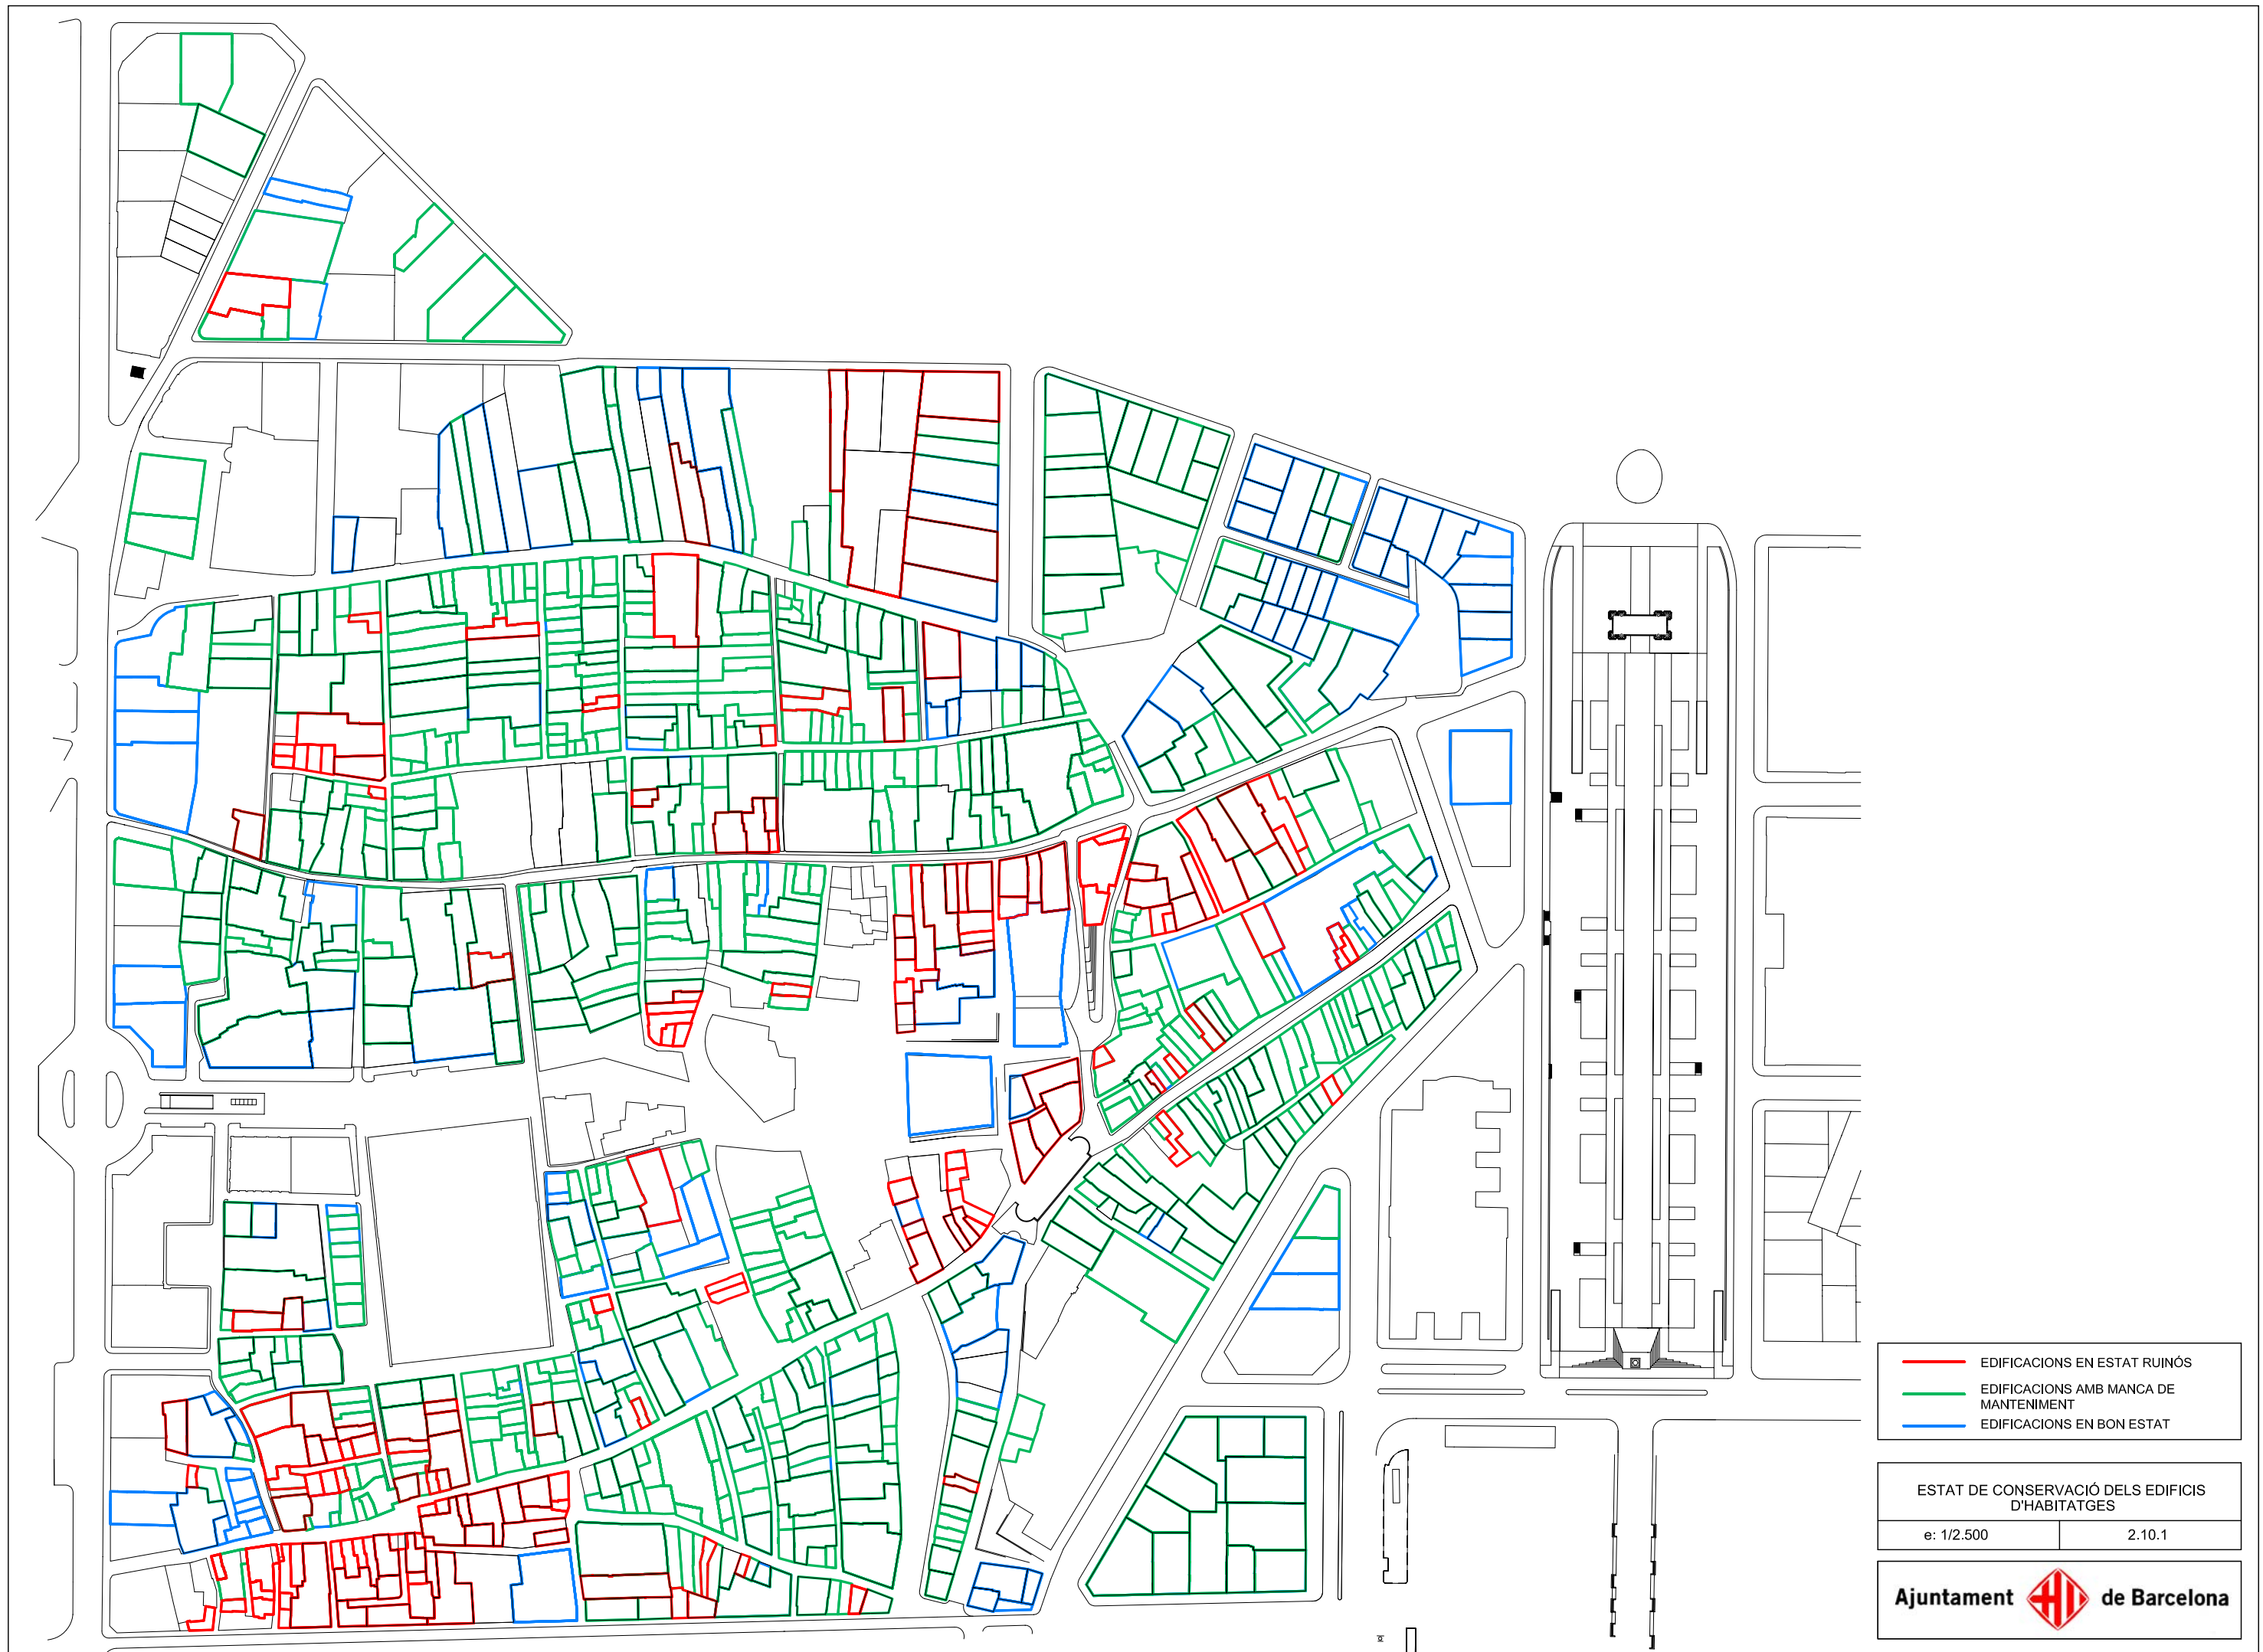 EDIFICACIONS EN ESTAT RUINÓS
EDIFICACIONS AMB MANCA DE
MANTENIMENT
EDIFICACIONS EN BON ESTAT
ESTAT DE CONSERVACIÓ DELS EDIFICIS
D'HABITATGES
e: 1/2.500 2.10.1
Ajuntament de Barcelona